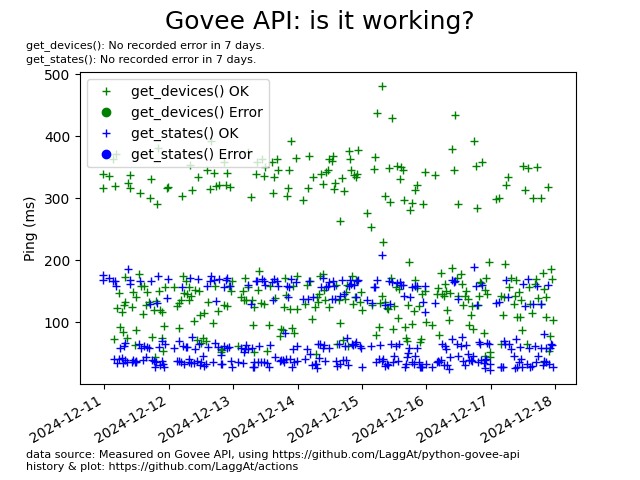 Govee API: is it working?
get_devices(): No recorded error in 7 days.
get_states(): No recorded error in 7 days.
500
400
300
200
100
Ping (ms)
get_devices() OK
get_devices() Error
get_states() OK
get_states() Error
2024-12-11
2024-12-12
2024-12-13
2024-12-14
2024-12-15
2024-12-16
2024-12-17
2024-12-18
data source: Measured on Govee API, using https://github.com/LaggAt/python-govee-api
history & plot: https://github.com/LaggAt/actions